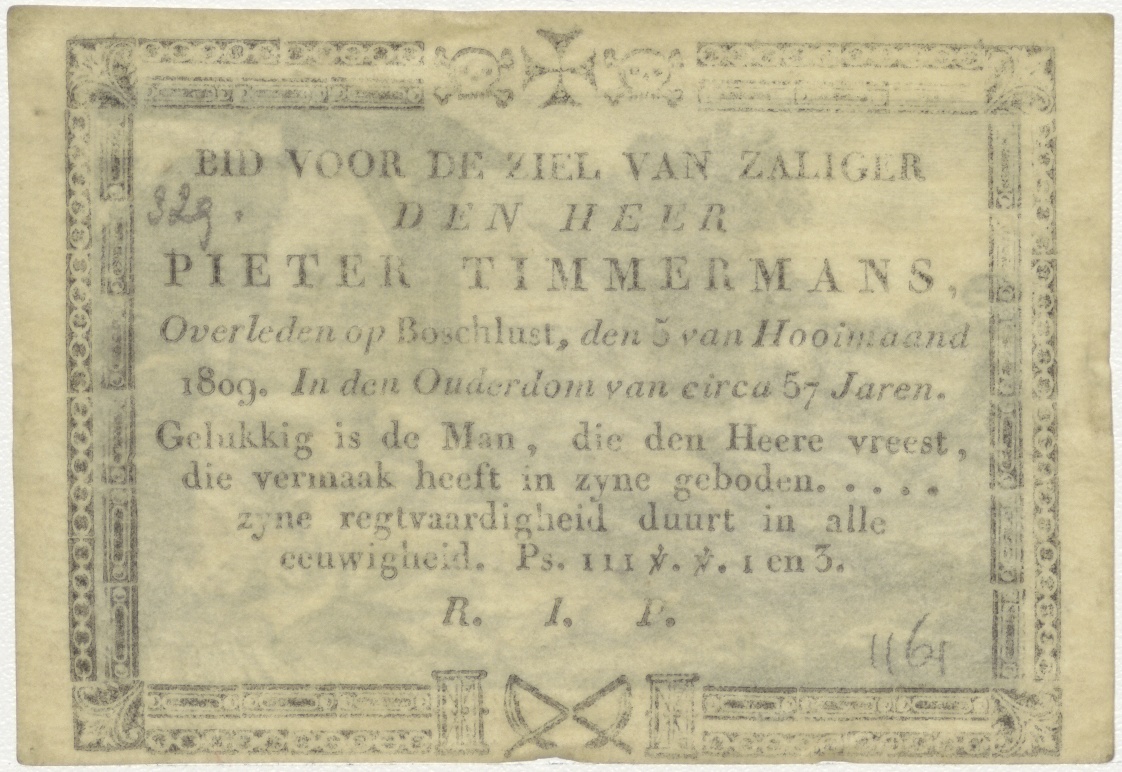 BID VOOR DE ZIEL VAN ZALIGER
329.
DEN HEER
PIETER TIMMERMANS,
Overleden op Boschlust, den 5 van Hooimaand
1809. In den Ouderdom van circa 57 Jaren.
Gelukkig is de Man, die den Heere vreest,
die vermaak heeft in zyne geboden. . . . .
zyne regtvaardigheid duurt in alle
eeuwigheid. Ps. 111 ℣. ℣. 1 en 3.
R. I. P.